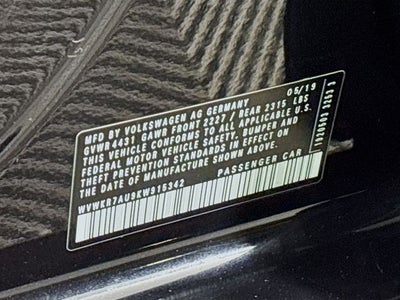 MFD BY VOLKSWAGEN AG GERMANY 05/19
GVWR 4431 GAWR FRONT 2227 / REAR 2315 LBS
THIS VEHICLE CONFORMS TO ALL APPLICABLE U.S.
FEDERAL MOTOR VEHICLE SAFETY, BUMPER AND
THEFT PREVENTION STANDARDS IN EFFECT ON
THE DATE OF MANUFACTURE SHOWN ABOVE.
WVWKR7AU9KW915342 PASSENGER CAR